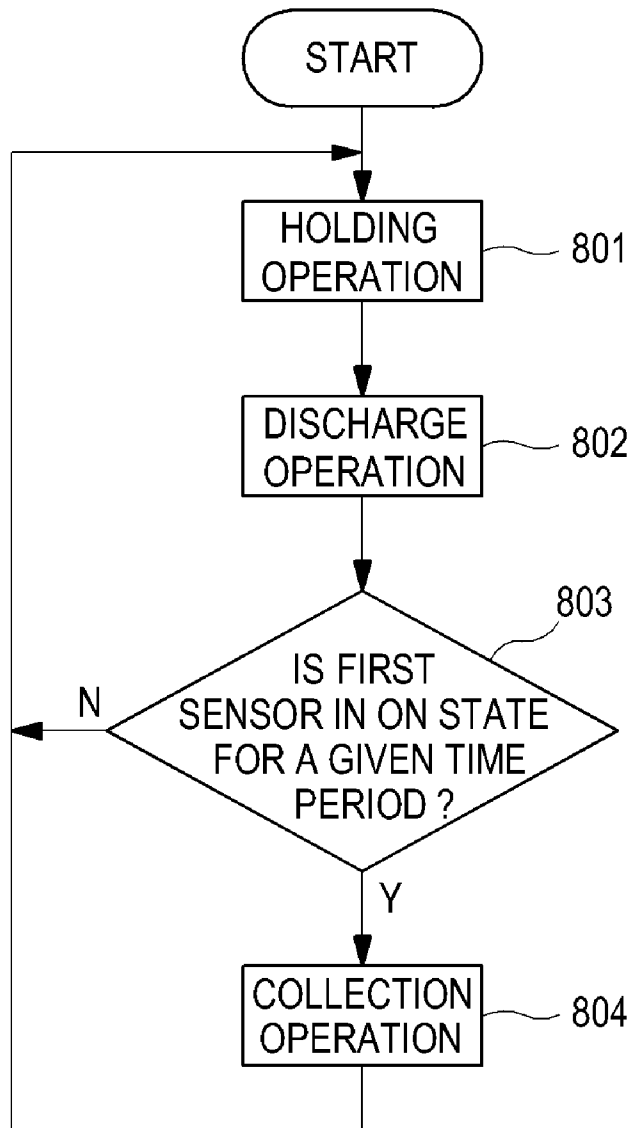 START
HOLDING
OPERATION
801
DISCHARGE
OPERATION
802
803
IS FIRST
SENSOR IN ON STATE
FOR A GIVEN TIME
PERIOD ?
N
Y
COLLECTION
OPERATION
804